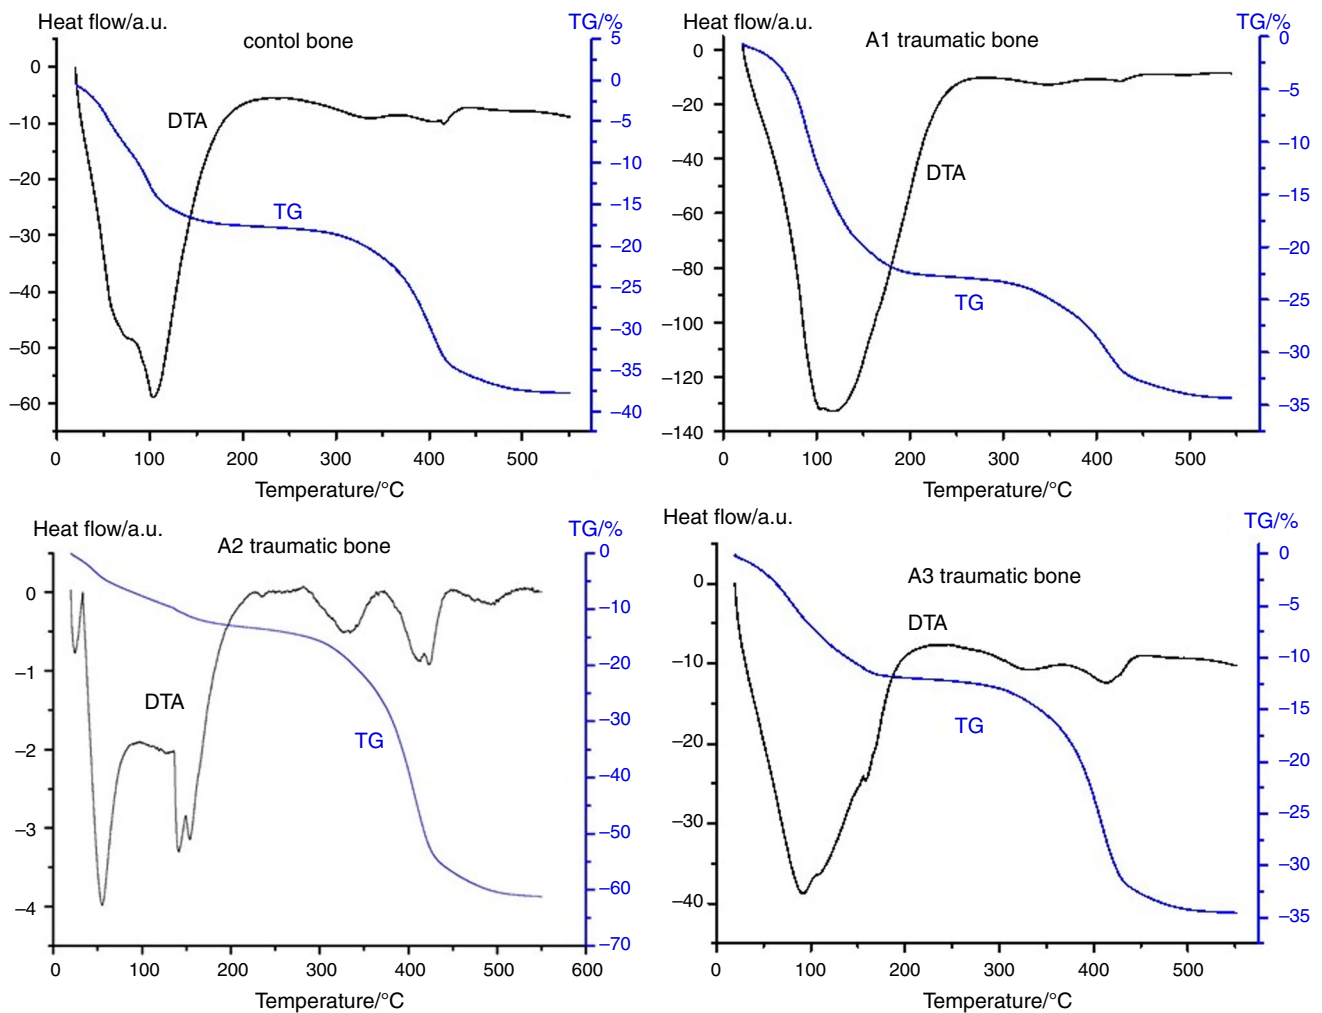 Heat flow/a.u.
contol bone
TG/%
0
−10
−20
−30
−40
−50
−60
DTA
TG
5
0
−5
−10
−15
−20
−25
−30
−35
−40
0 100 200 300 400 500
Temperature/°C
Heat flow/a.u.
A1 traumatic bone
TG/%
0
−20
−40
−60
−80
−100
−120
−140
DTA
TG
0
−5
−10
−15
−20
−25
−30
−35
0 100 200 300 400 500
Temperature/°C
Heat flow/a.u.
A2 traumatic bone
TG/%
0
−1
−2
−3
−4
DTA
TG
0
−10
−20
−30
−40
−50
−60
−70
0 100 200 300 400 500 600
Temperature/°C
Heat flow/a.u.
A3 traumatic bone
TG/%
0
−10
−20
−30
−40
DTA
TG
0
−5
−10
−15
−20
−25
−30
−35
0 100 200 300 400 500
Temperature/°C